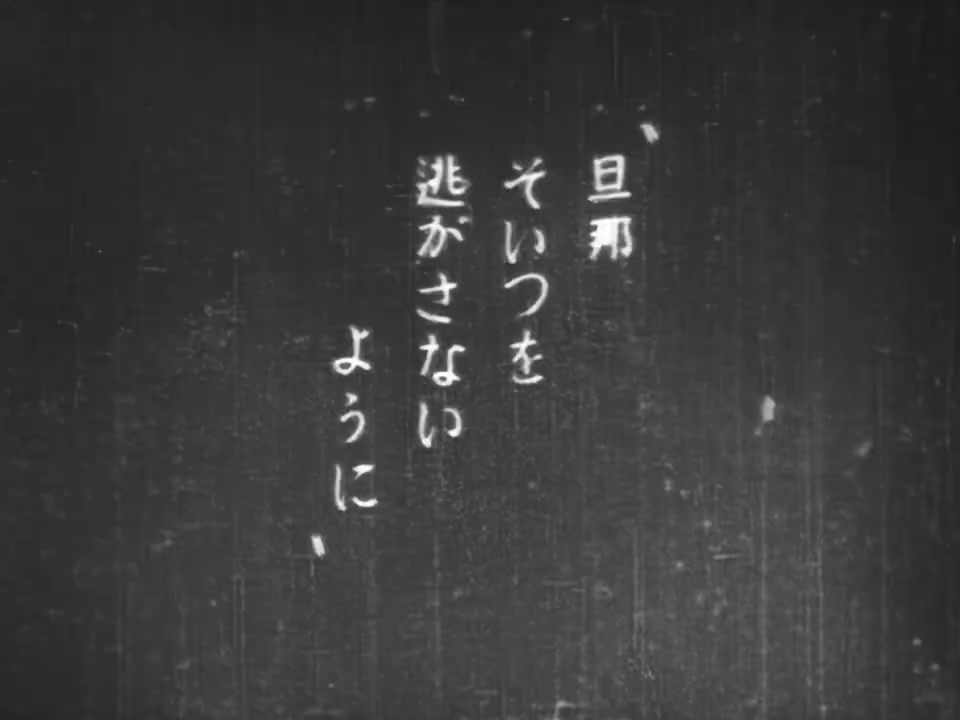 旦那
そいつを
逃がさない
ように